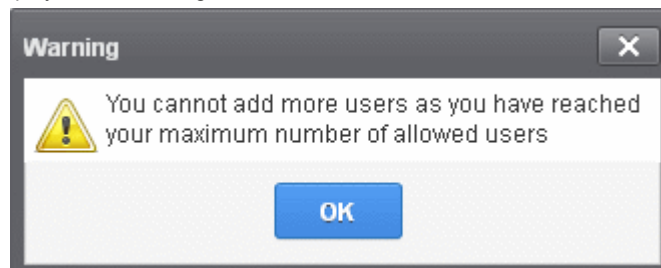 Warning
You cannot add more users as you have reached
your maximum number of allowed users
OK